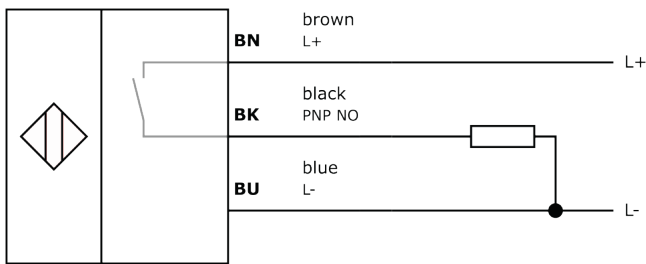 brown
BN L+
L+
black
BK PNP NO
blue
BU L-
L-